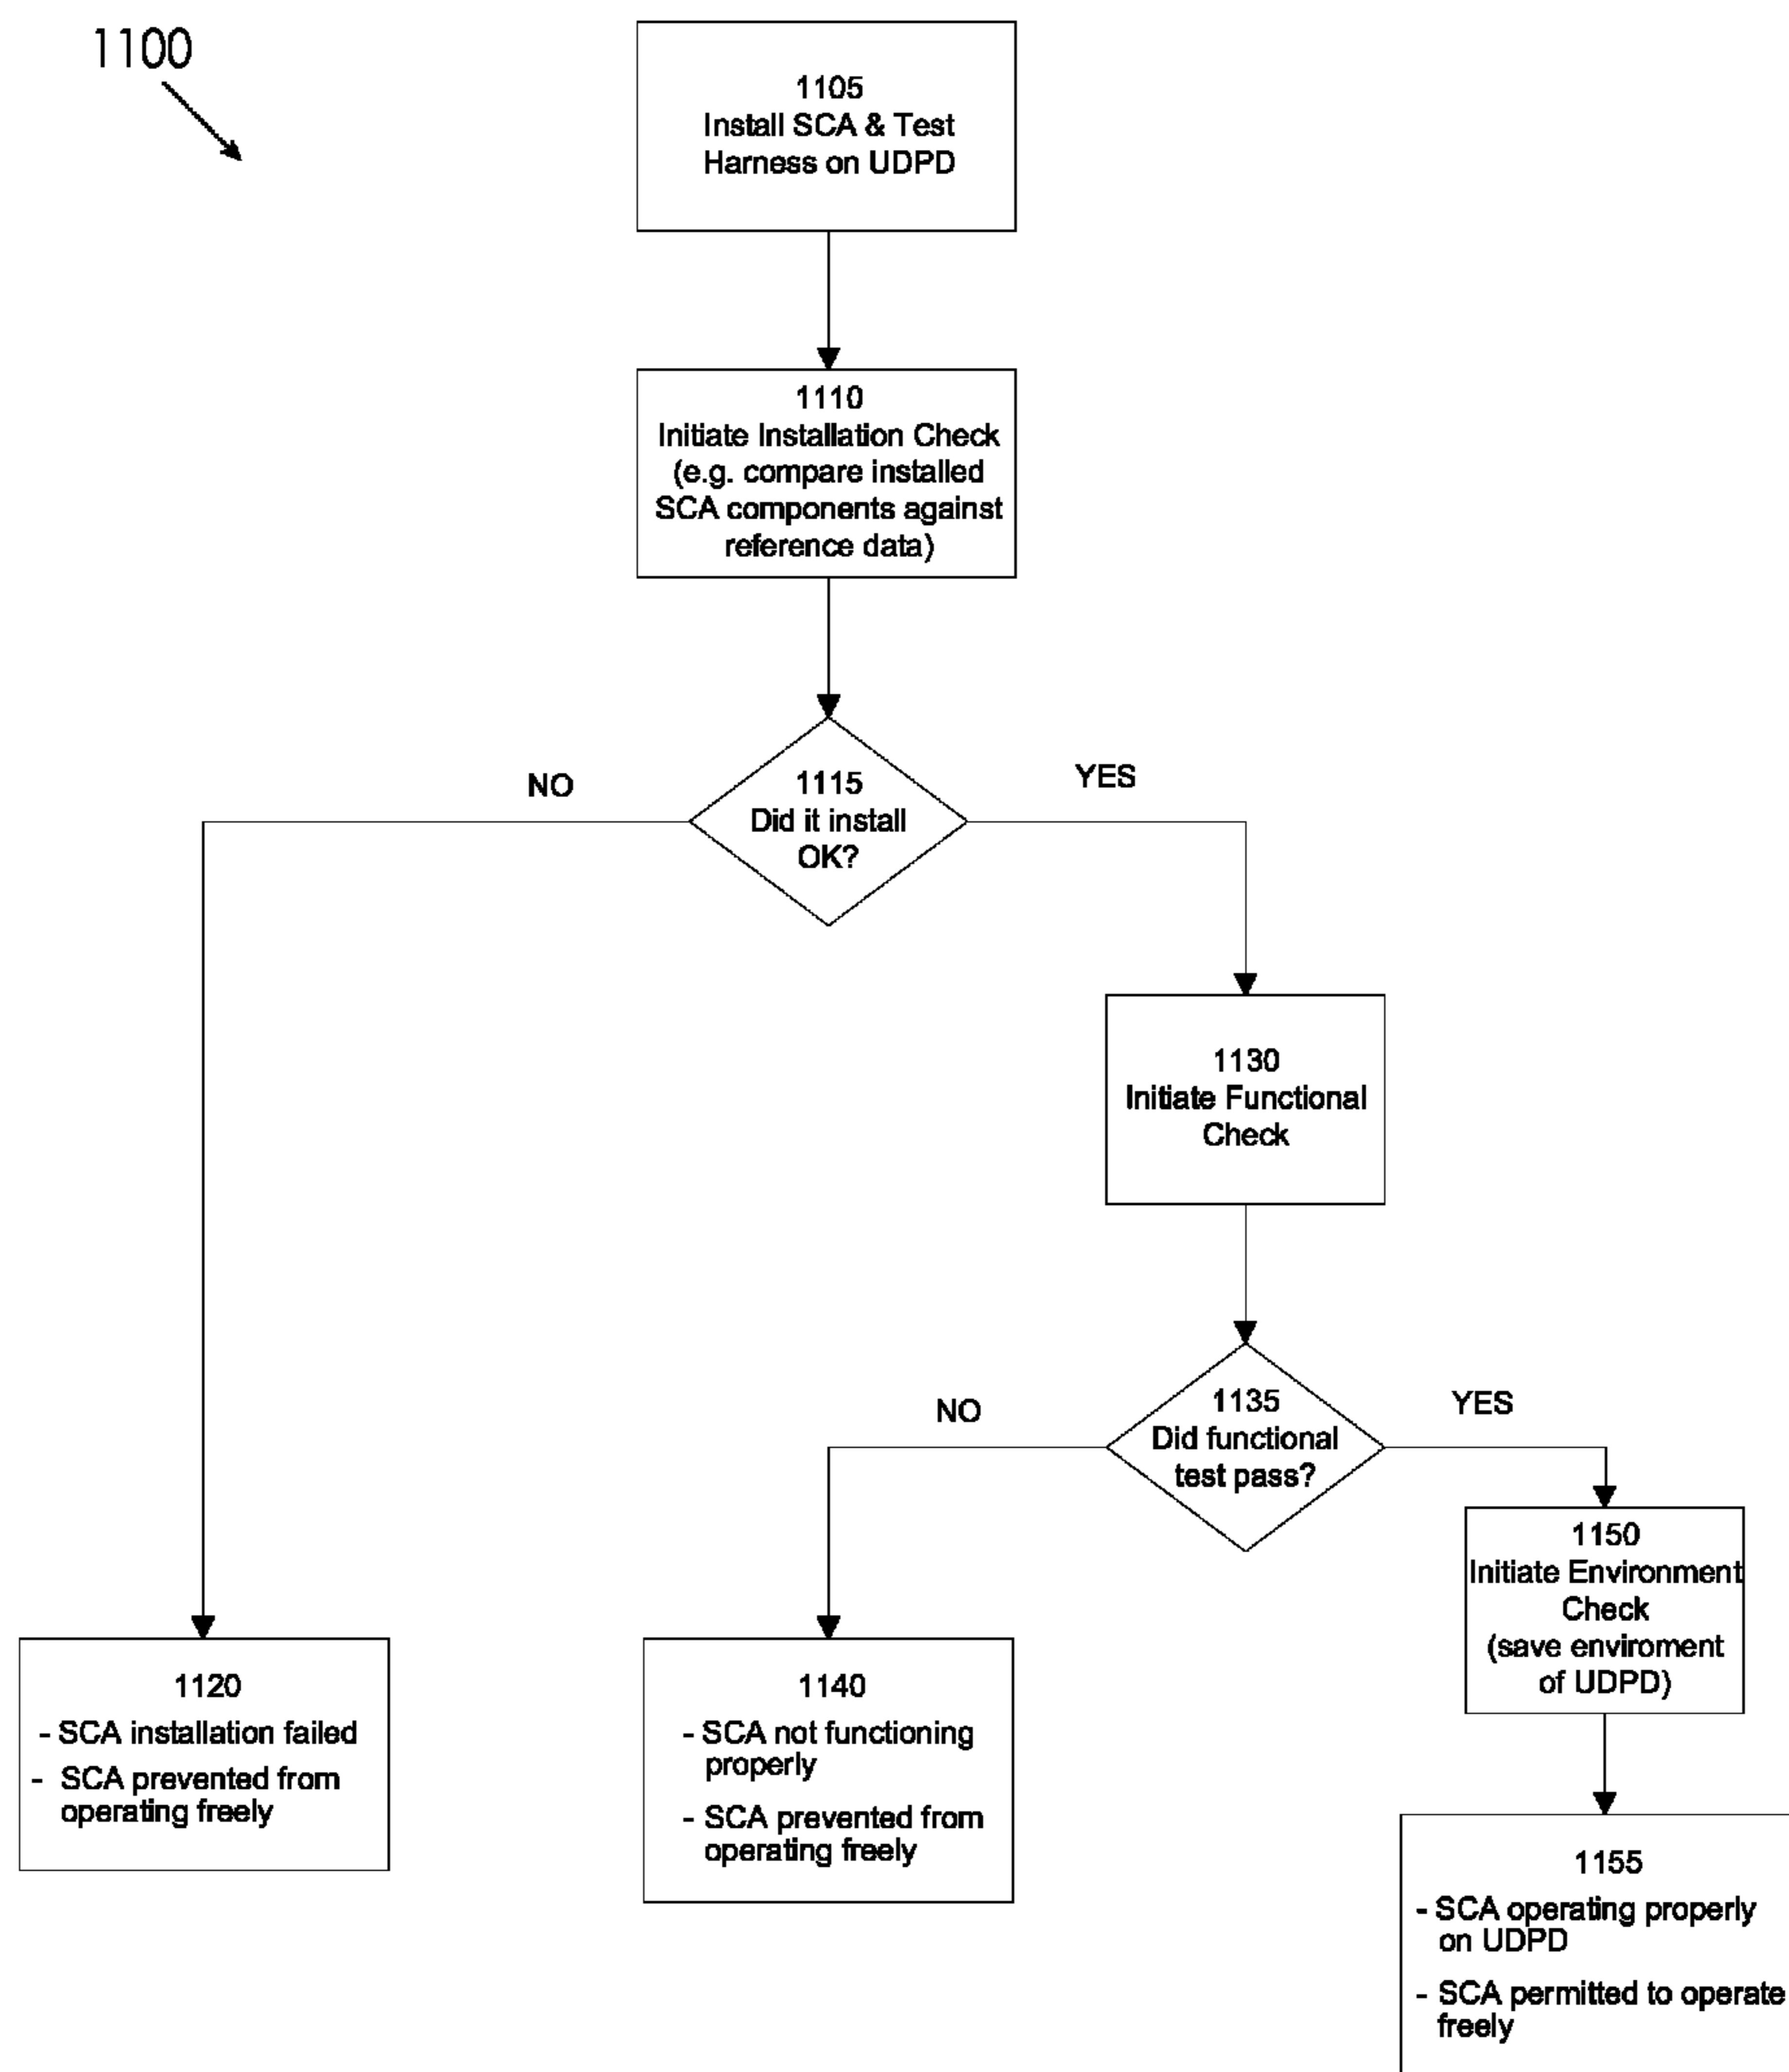 1100
1105
Install SCA & Test
Harness on UDPD
1110
Initiate Installation Check
(e.g. compare installed
SCA components against
reference data)
1115
Did it install
OK?
NO
YES
1130
Initiate Functional
Check
1135
Did functional
test pass?
NO
YES
1150
Initiate Environment
Check
(save enviroment
of UDPD)
1120
- SCA installation failed
- SCA prevented from
operating freely
1140
- SCA not functioning
properly
- SCA prevented from
operating freely
1155
- SCA operating properly
on UDPD
- SCA permitted to operate
freely